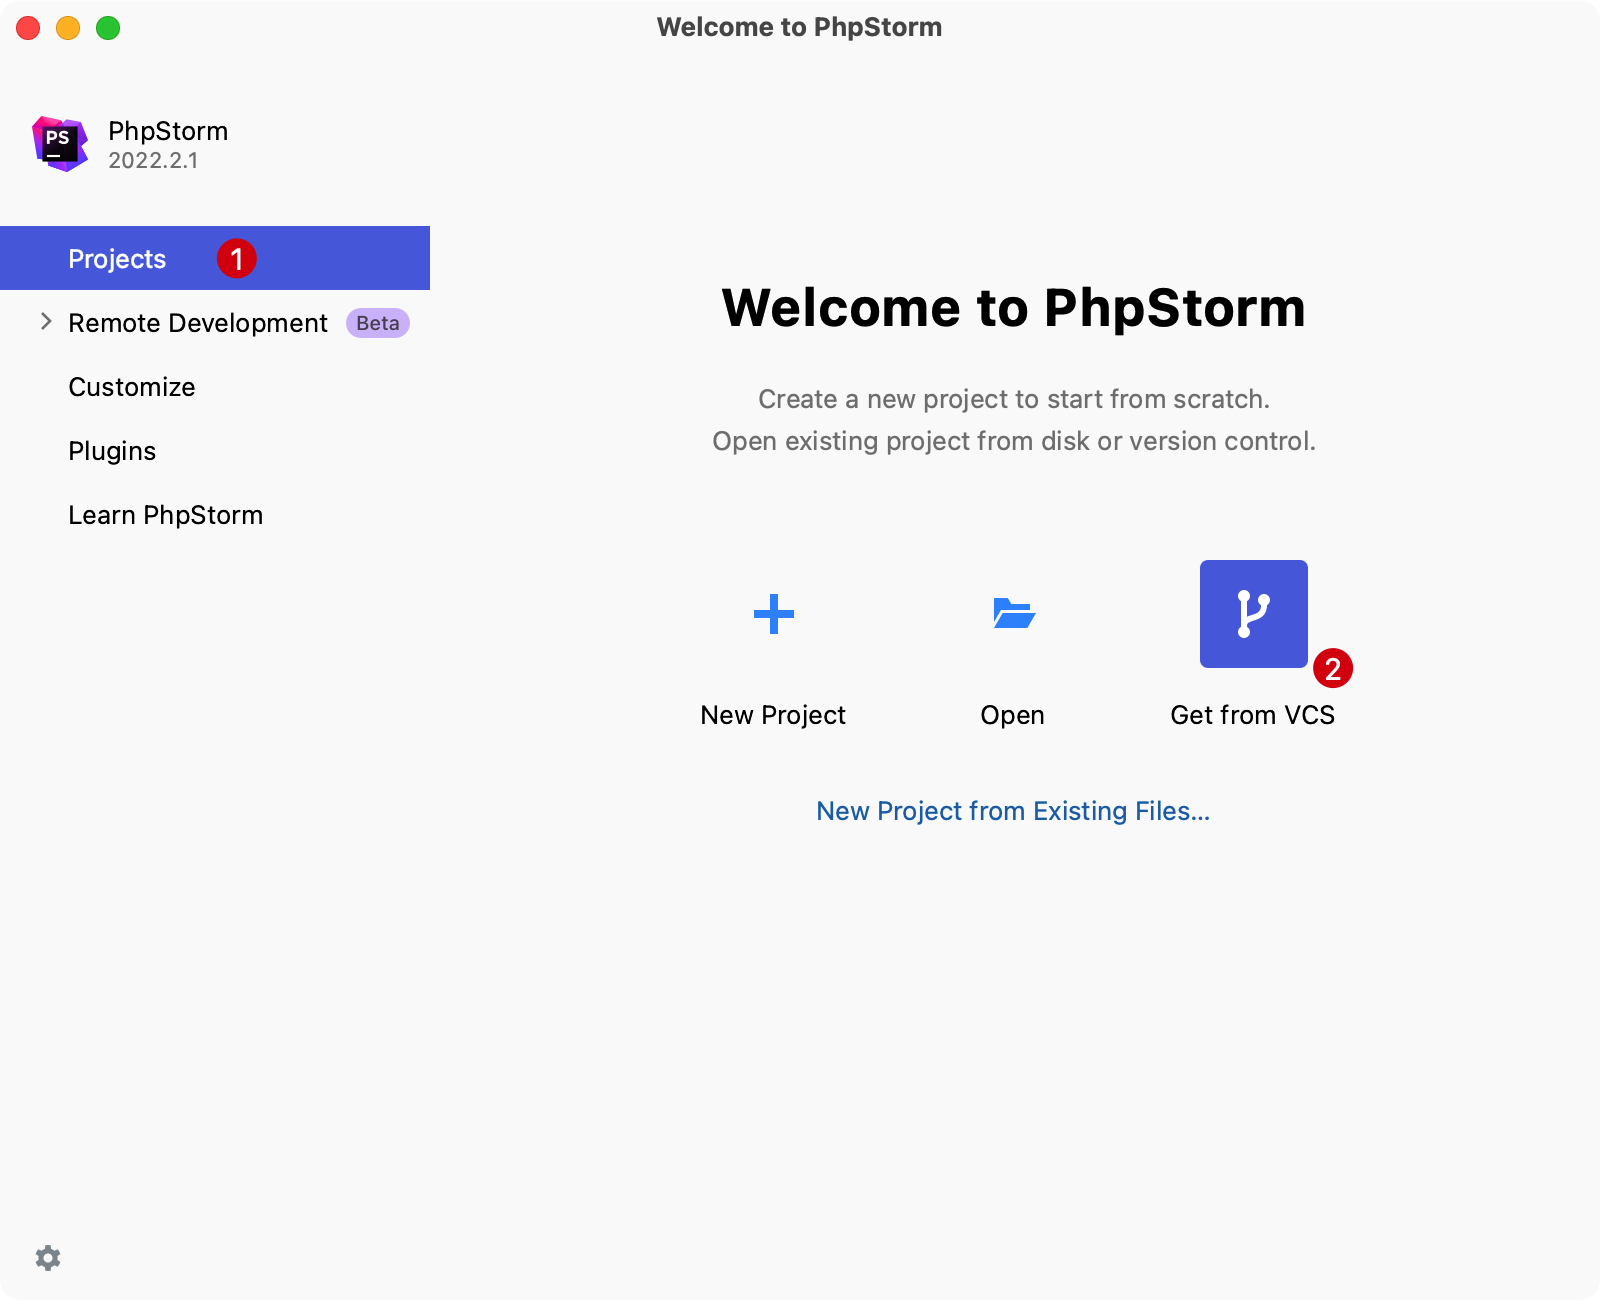 Welcome to PhpStorm
PS
PhpStorm
2022.2.1
Projects 1
Remote Development Beta
Customize
Plugins
Learn PhpStorm
Welcome to PhpStorm
Create a new project to start from scratch.
Open existing project from disk or version control.
2
New Project Open Get from VCS
New Project from Existing Files...